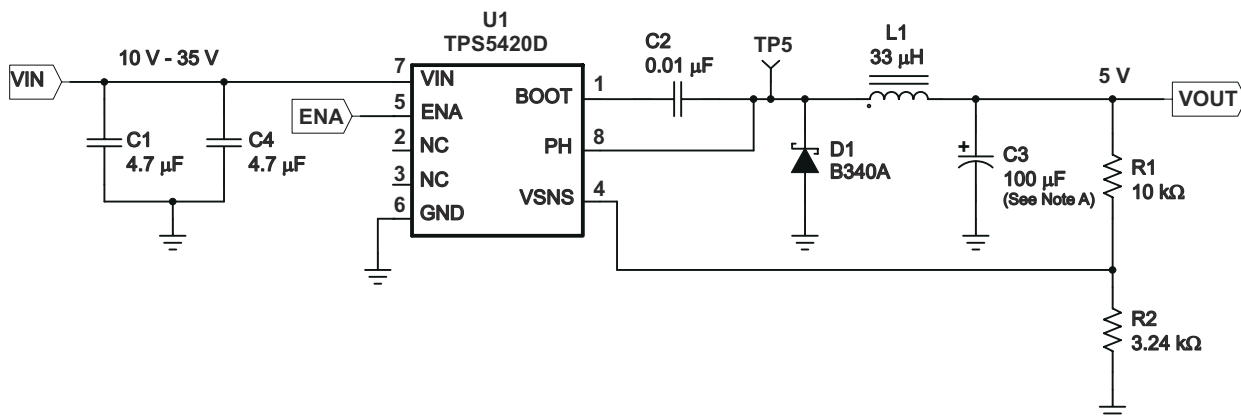 U1
TPS5420D
VIN
10 V - 35 V
C1
4.7 μF
C4
4.7 μF
ENA
7
5
2
3
6
VIN
ENA
NC
NC
GND
BOOT
PH
VSNS
1
8
4
C2
0.01 μF
TP5
D1
B340A
L1
33 μH
C3
100 μF
(See Note A)
+
5 V
VOUT
R1
10 kΩ
R2
3.24 kΩ